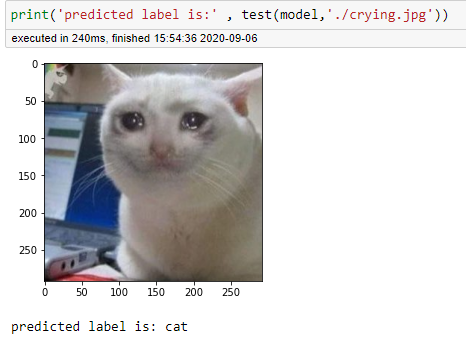 print('predicted label is:' , test(model,'./crying.jpg'))
executed in 240ms, finished 15:54:36 2020-09-06
0
50
100
150
200
250
0 50 100 150 200 250
predicted label is: cat